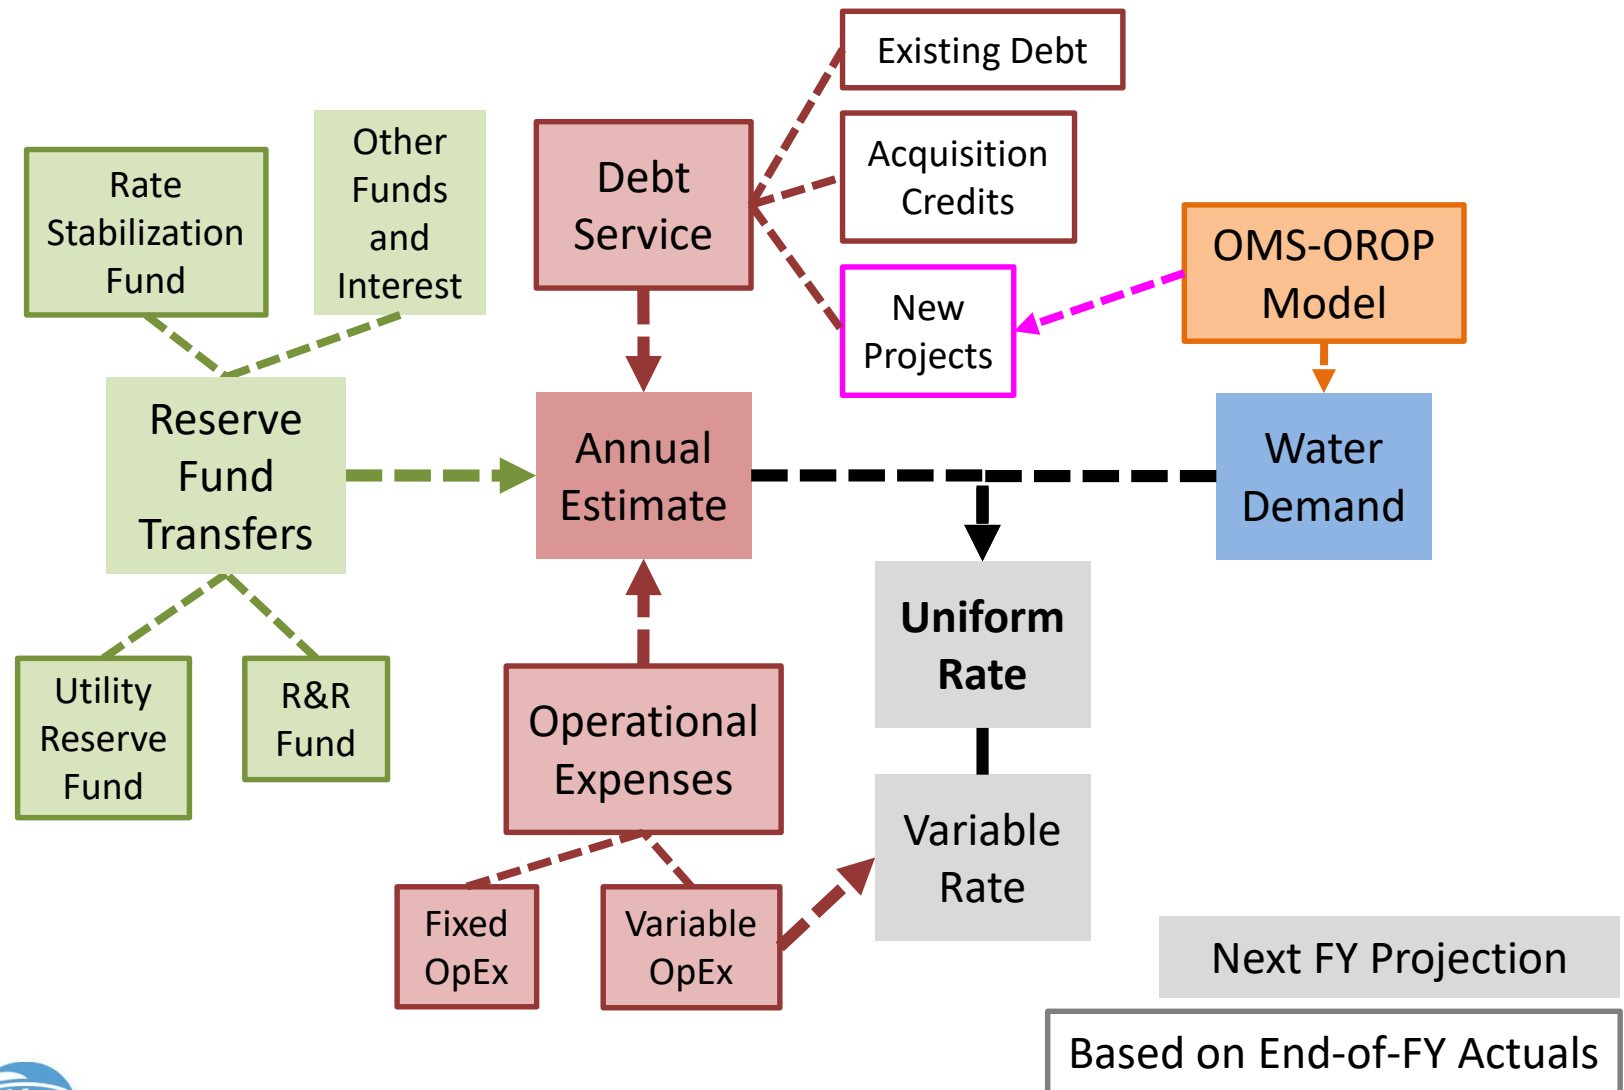 Existing Debt
Other
Funds
and
Interest
Debt
Service
Acquisition
Credits
Rate
Stabilization
Fund
OMS-OROP
Model
New
Projects
Reserve
Fund
Transfers
Annual
Estimate
Water
Demand
Uniform
Rate
Utility
Reserve
Fund
R&R
Fund
Operational
Expenses
Variable
Rate
Fixed
OpEx
Variable
OpEx
Next FY Projection
Based on End-of-FY Actuals